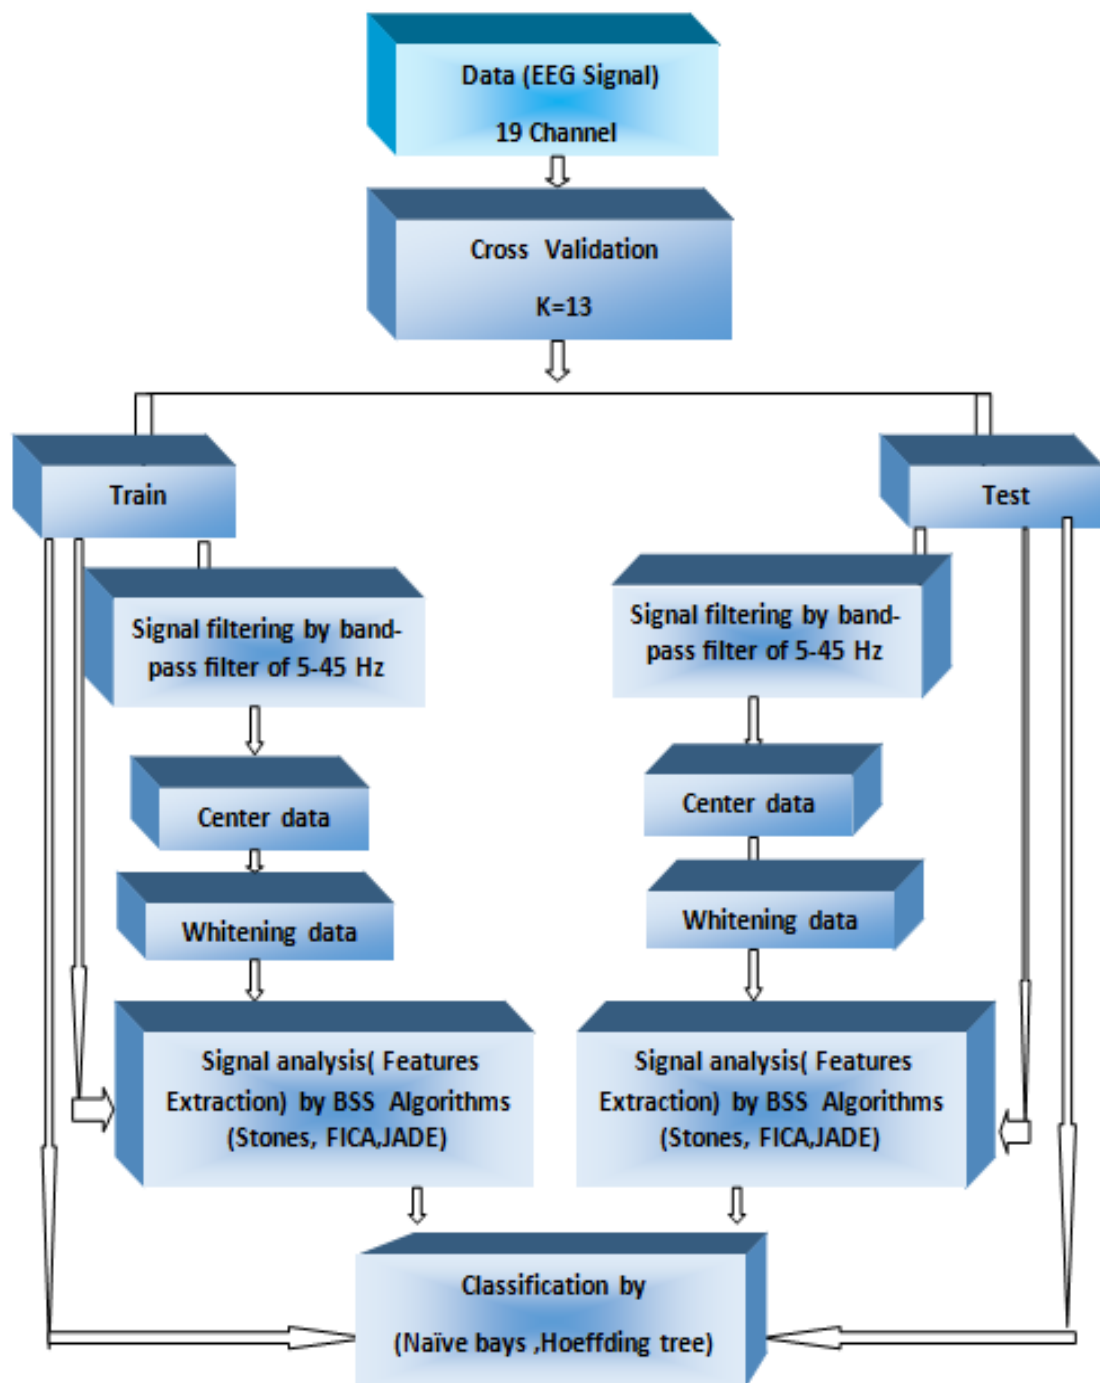 Data (EEG Signal)
19 Channel
Cross Validation
K=13
Train
Test
Signal filtering by band-
pass filter of 5-45 Hz
Signal filtering by band-
pass filter of 5-45 Hz
Center data
Center data
Whitening data
Whitening data
Signal analysis( Features
Extraction) by BSS Algorithms
(Stones, FICA,JADE)
Signal analysis( Features
Extraction) by BSS Algorithms
(Stones, FICA,JADE)
Classification by
(Naïve bays ,Hoeffding tree)